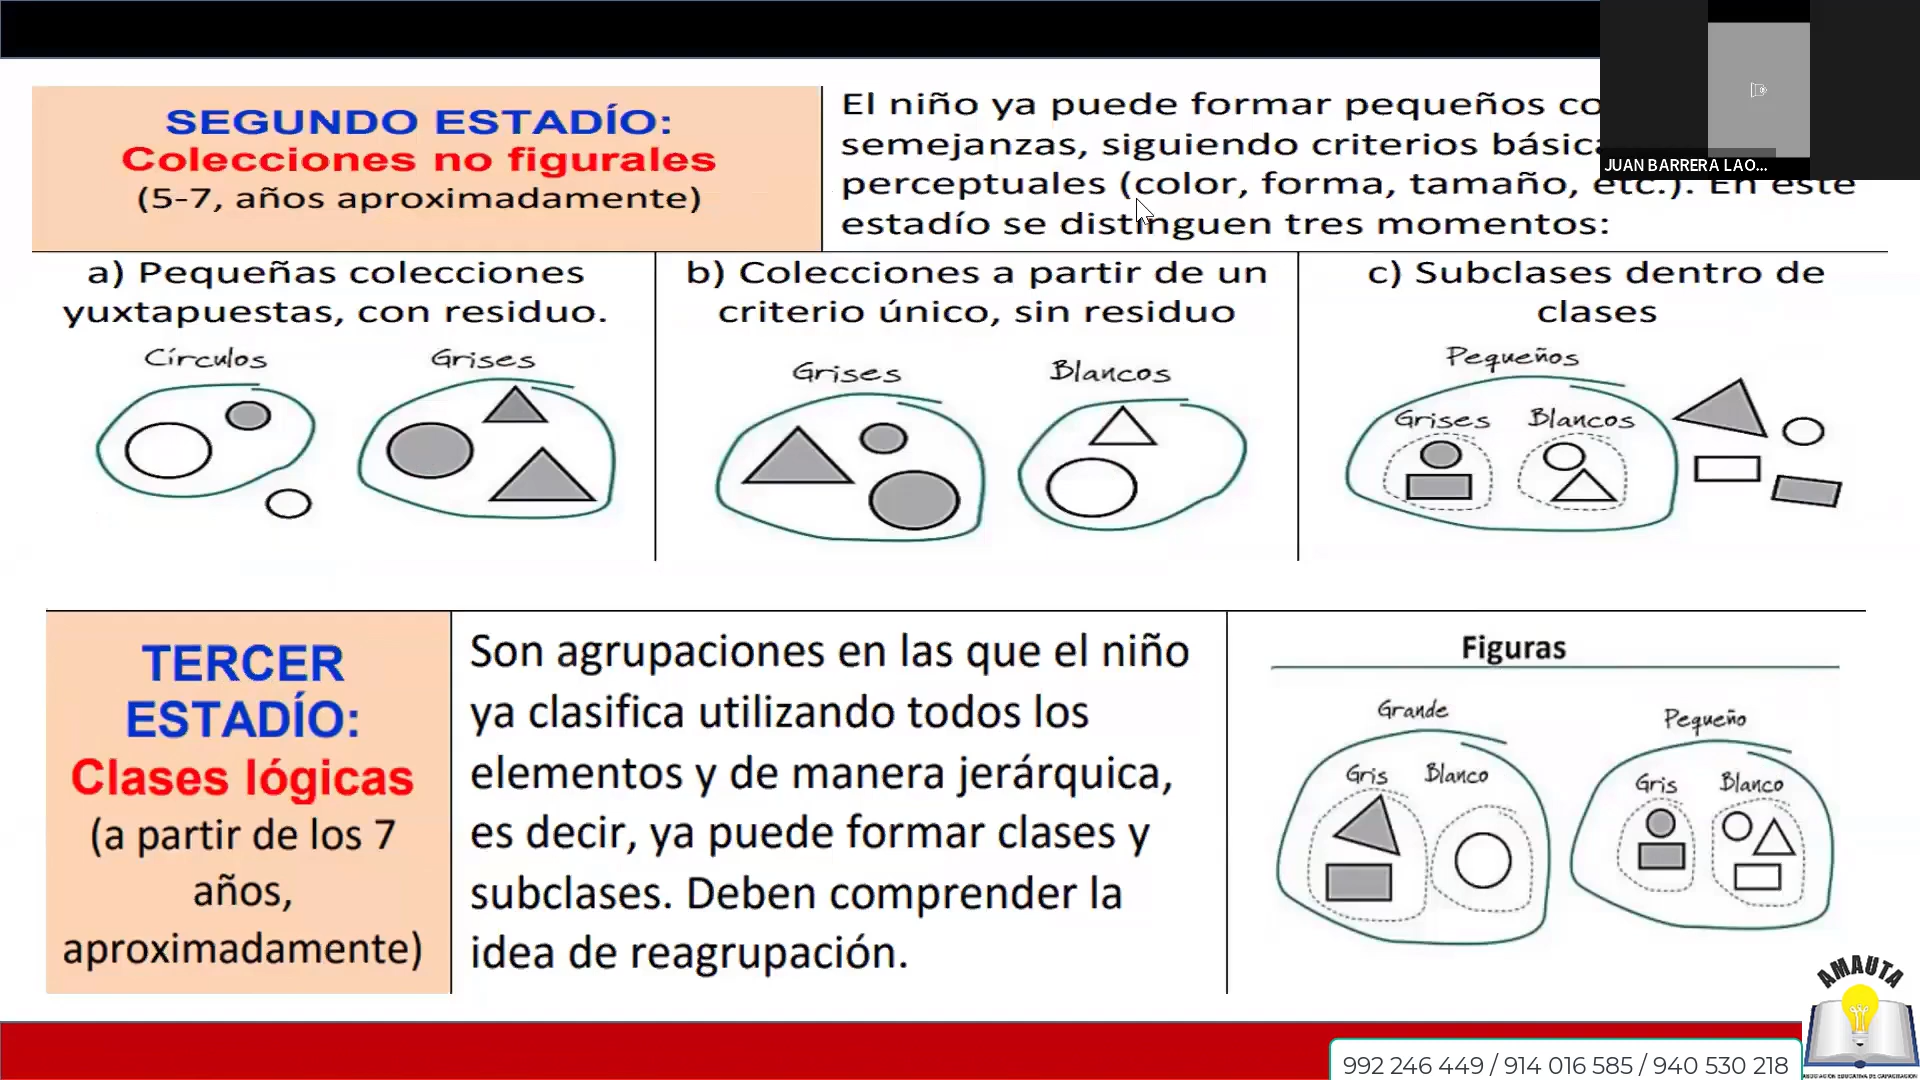 SEGUNDO ESTADÍO:
Colecciones no figurales
(5-7, años aproximadamente)
El niño ya puede formar pequeños
semejanzas, siguiendo criterios
perceptuales (color, forma, tamaño, etc.). En este
estadío se distinguen tres momentos:
JUAN BARRERA LAO...
a) Pequeñas colecciones
yuxtapuestas, con residuo.
Círculos
Grises
b) Colecciones a partir de un
criterio único, sin residuo
Grises
Blancos
c) Subclases dentro de
clases
Pequeños
Grises
Blancos
TERCER
ESTADÍO:
Clases lógicas
(a partir de los 7
años,
aproximadamente)
Son agrupaciones en las que el niño
ya clasifica utilizando todos los
elementos y de manera jerárquica,
es decir, ya puede formar clases y
subclases. Deben comprender la
idea de reagrupación.
Figuras
Grande
Gris
Blanco
Pequeño
Gris
Blanco
AMAUTA
ASOCIACIÓN EDUCATIVA DE CAPACITACIÓN
992 246 449 / 914 016 585 / 940 530 218